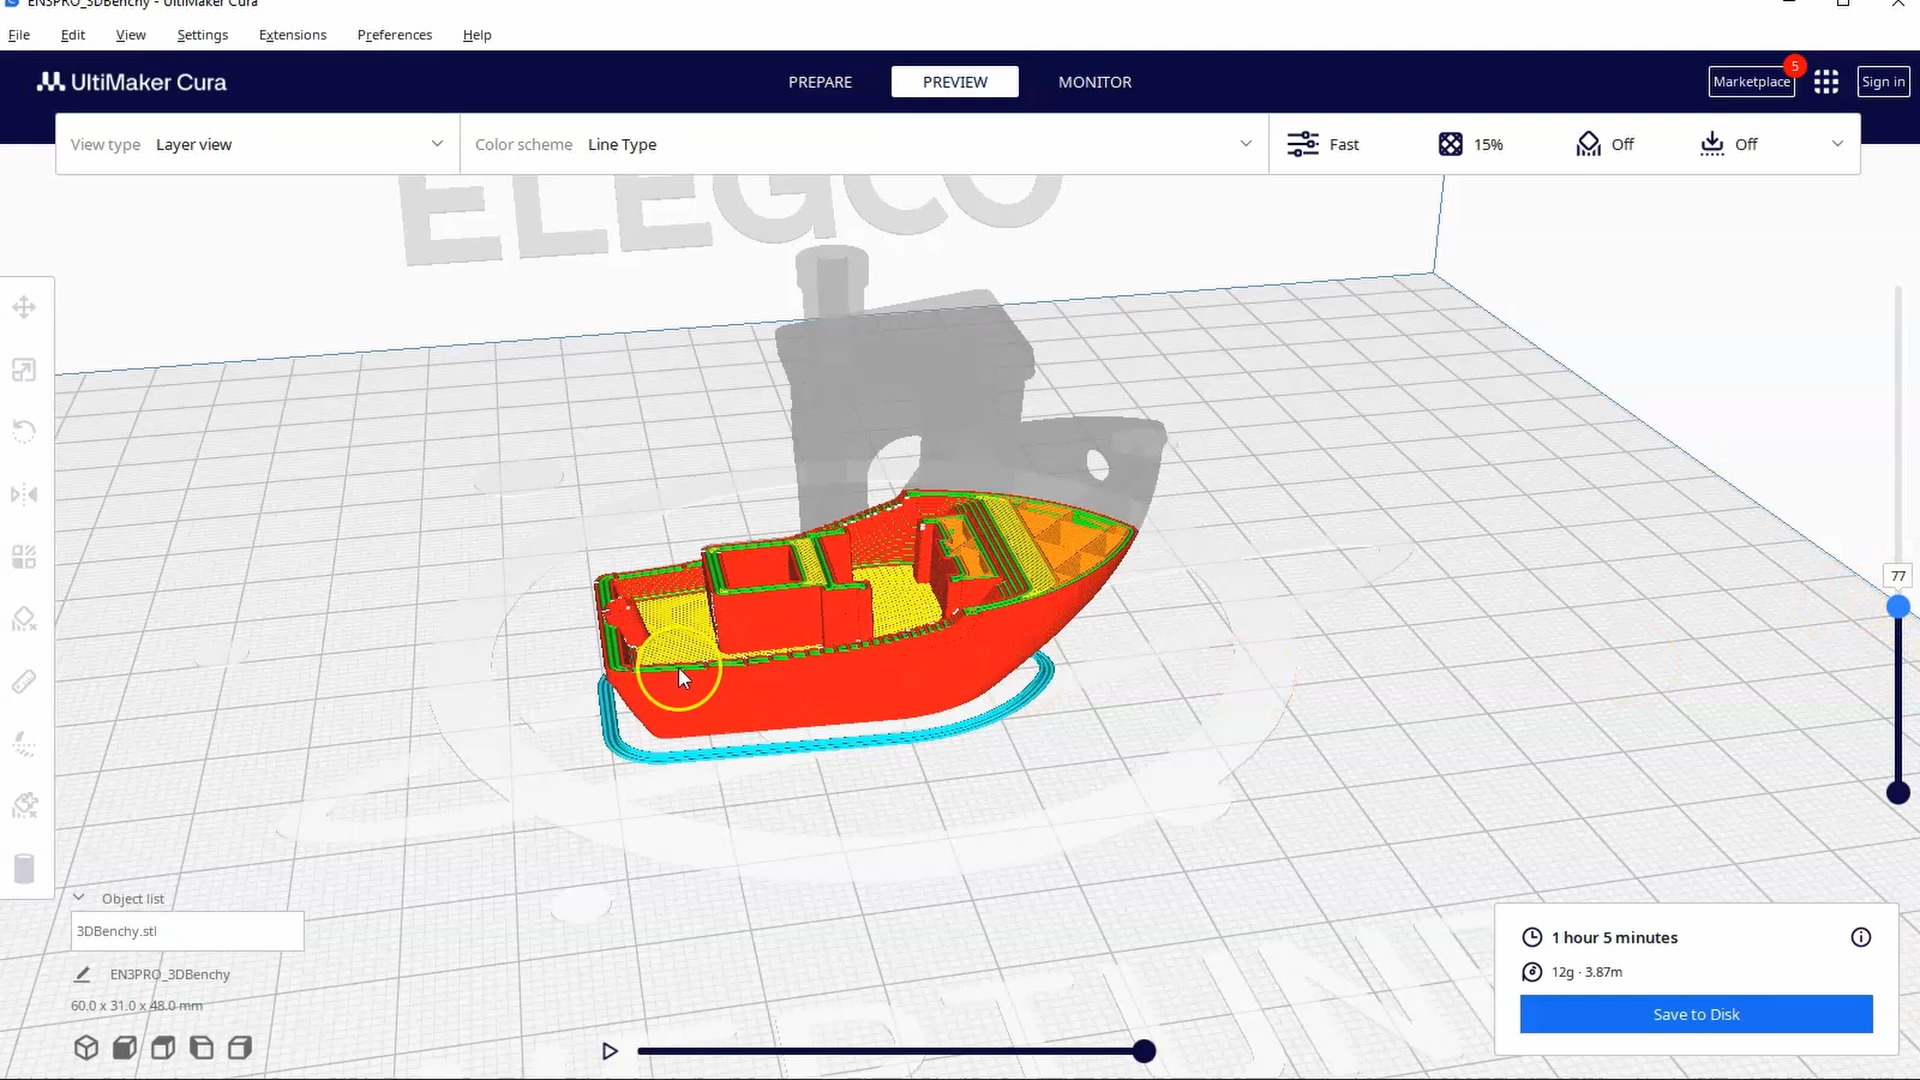 EN3PRO_3DBenchy - UltiMaker Cura
File Edit View Settings Extensions Preferences Help
UltiMaker Cura
PREPARE PREVIEW MONITOR
Marketplace 5 Sign in
View type Layer view
Color scheme Line Type
Fast 15% Off Off
ELEGOO
77
Object list
3DBenchy.stl
EN3PRO_3DBenchy
60.0 x 31.0 x 48.0 mm
1 hour 5 minutes
12g · 3.87m
Save to Disk